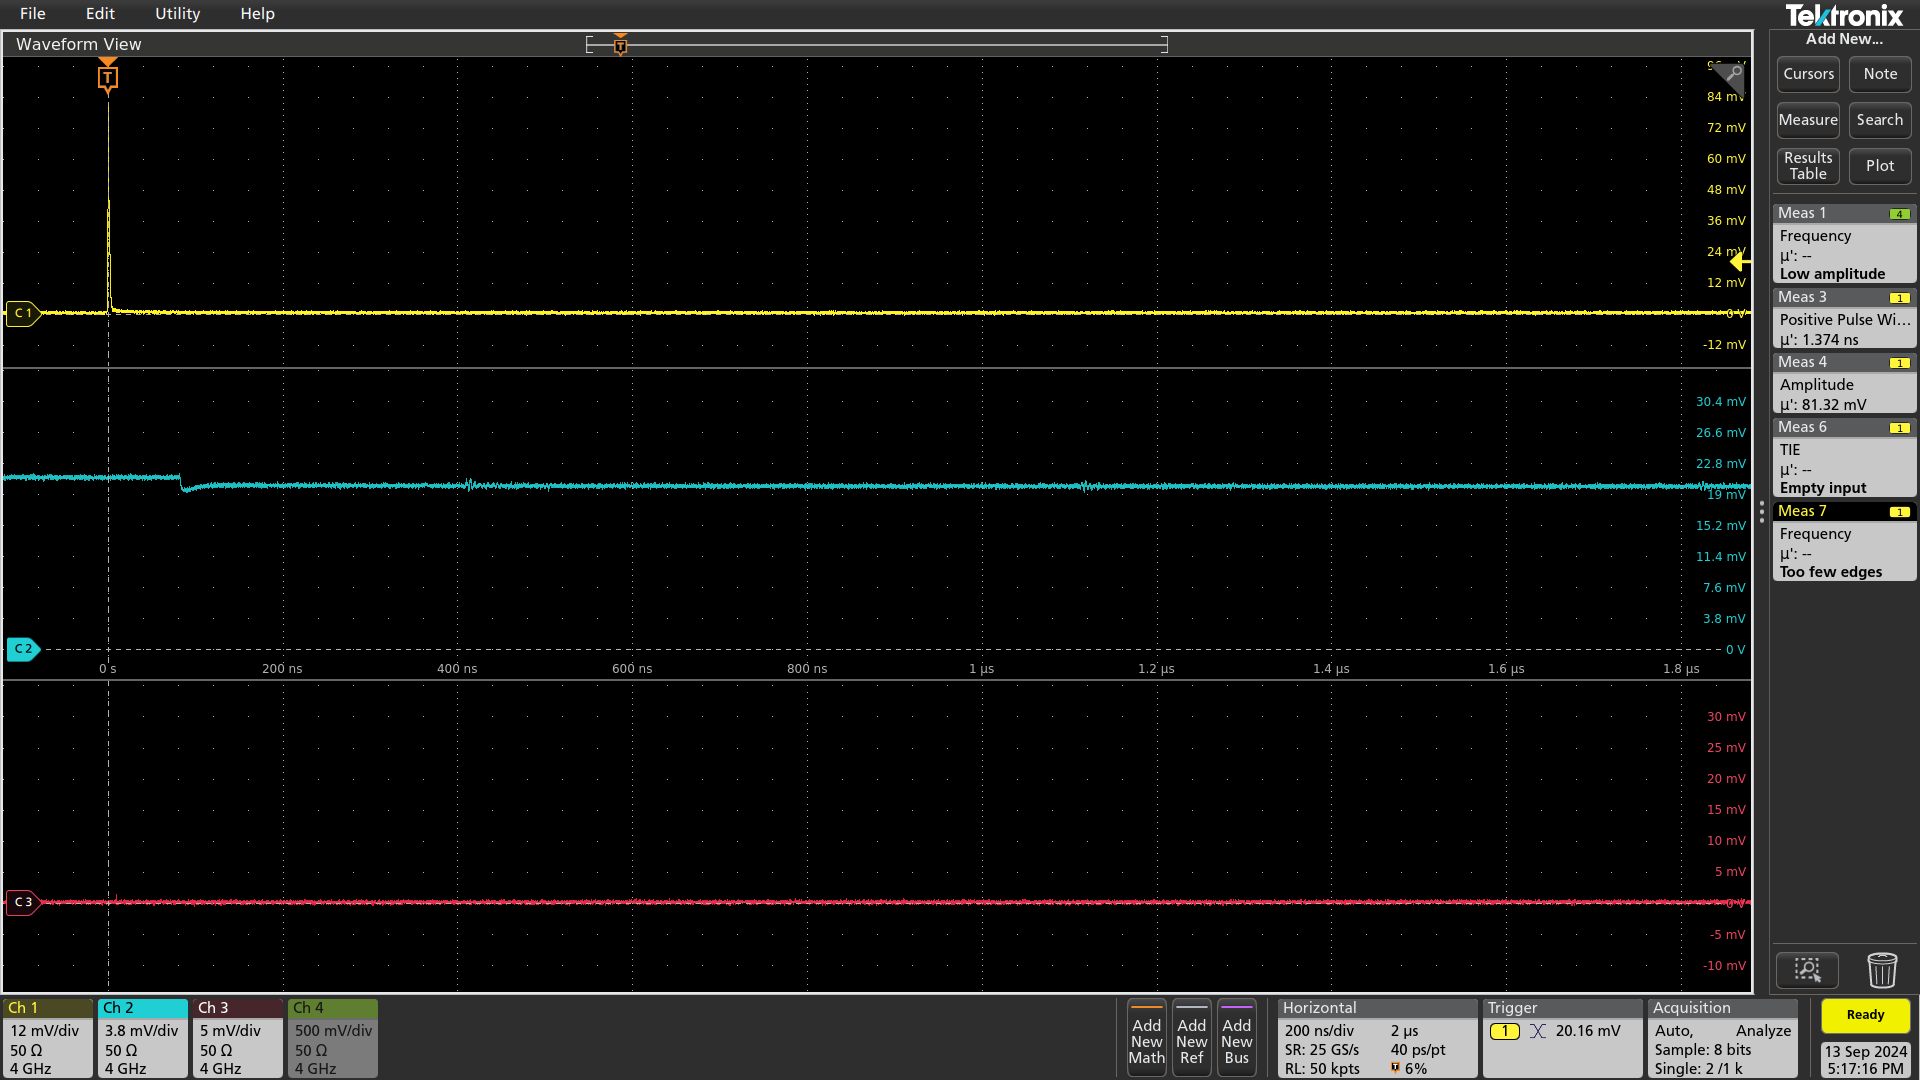 File Edit Utility Help
Tektronix
Waveform View
Add New...
T
T
84 mV
72 mV
60 mV
48 mV
36 mV
24 mV
12 mV
0 V
-12 mV
C 1
30.4 mV
26.6 mV
22.8 mV
19 mV
15.2 mV
11.4 mV
7.6 mV
3.8 mV
0 V
C 2
0 s 200 ns 400 ns 600 ns 800 ns 1 µs 1.2 µs 1.4 µs 1.6 µs 1.8 µs
30 mV
25 mV
20 mV
15 mV
10 mV
5 mV
0 V
-5 mV
-10 mV
C 3
Cursors Note
Measure Search
Results Table Plot
Meas 1 4
Frequency
µ': --
Low amplitude
Meas 3 1
Positive Pulse Wi...
µ': 1.374 ns
Meas 4 1
Amplitude
µ': 81.32 mV
Meas 6 1
TIE
µ': --
Empty input
Meas 7 1
Frequency
µ': --
Too few edges
Ch 1
12 mV/div
50 Ω
4 GHz
Ch 2
3.8 mV/div
50 Ω
4 GHz
Ch 3
5 mV/div
50 Ω
4 GHz
Ch 4
500 mV/div
50 Ω
4 GHz
Add
New
Math
Add
New
Ref
Add
New
Bus
Horizontal
200 ns/div 2 µs
SR: 25 GS/s 40 ps/pt
RL: 50 kpts T 6%
Trigger
1 20.16 mV
Acquisition
Auto, Analyze
Sample: 8 bits
Single: 2 /1 k
Ready
13 Sep 2024
5:17:16 PM